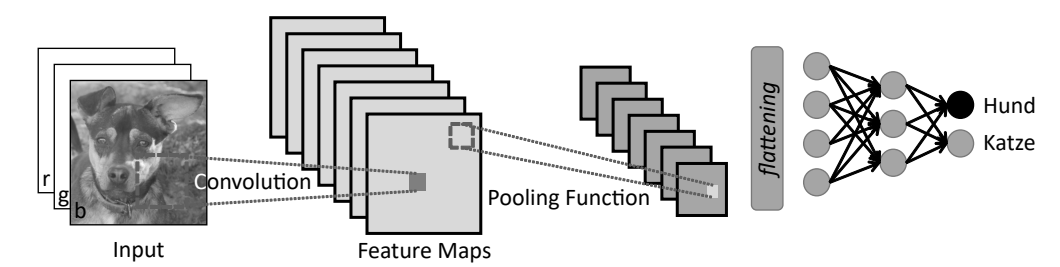 r
g
b
Input
Convolution
Feature Maps
Pooling Function
flattening
Hund
Katze